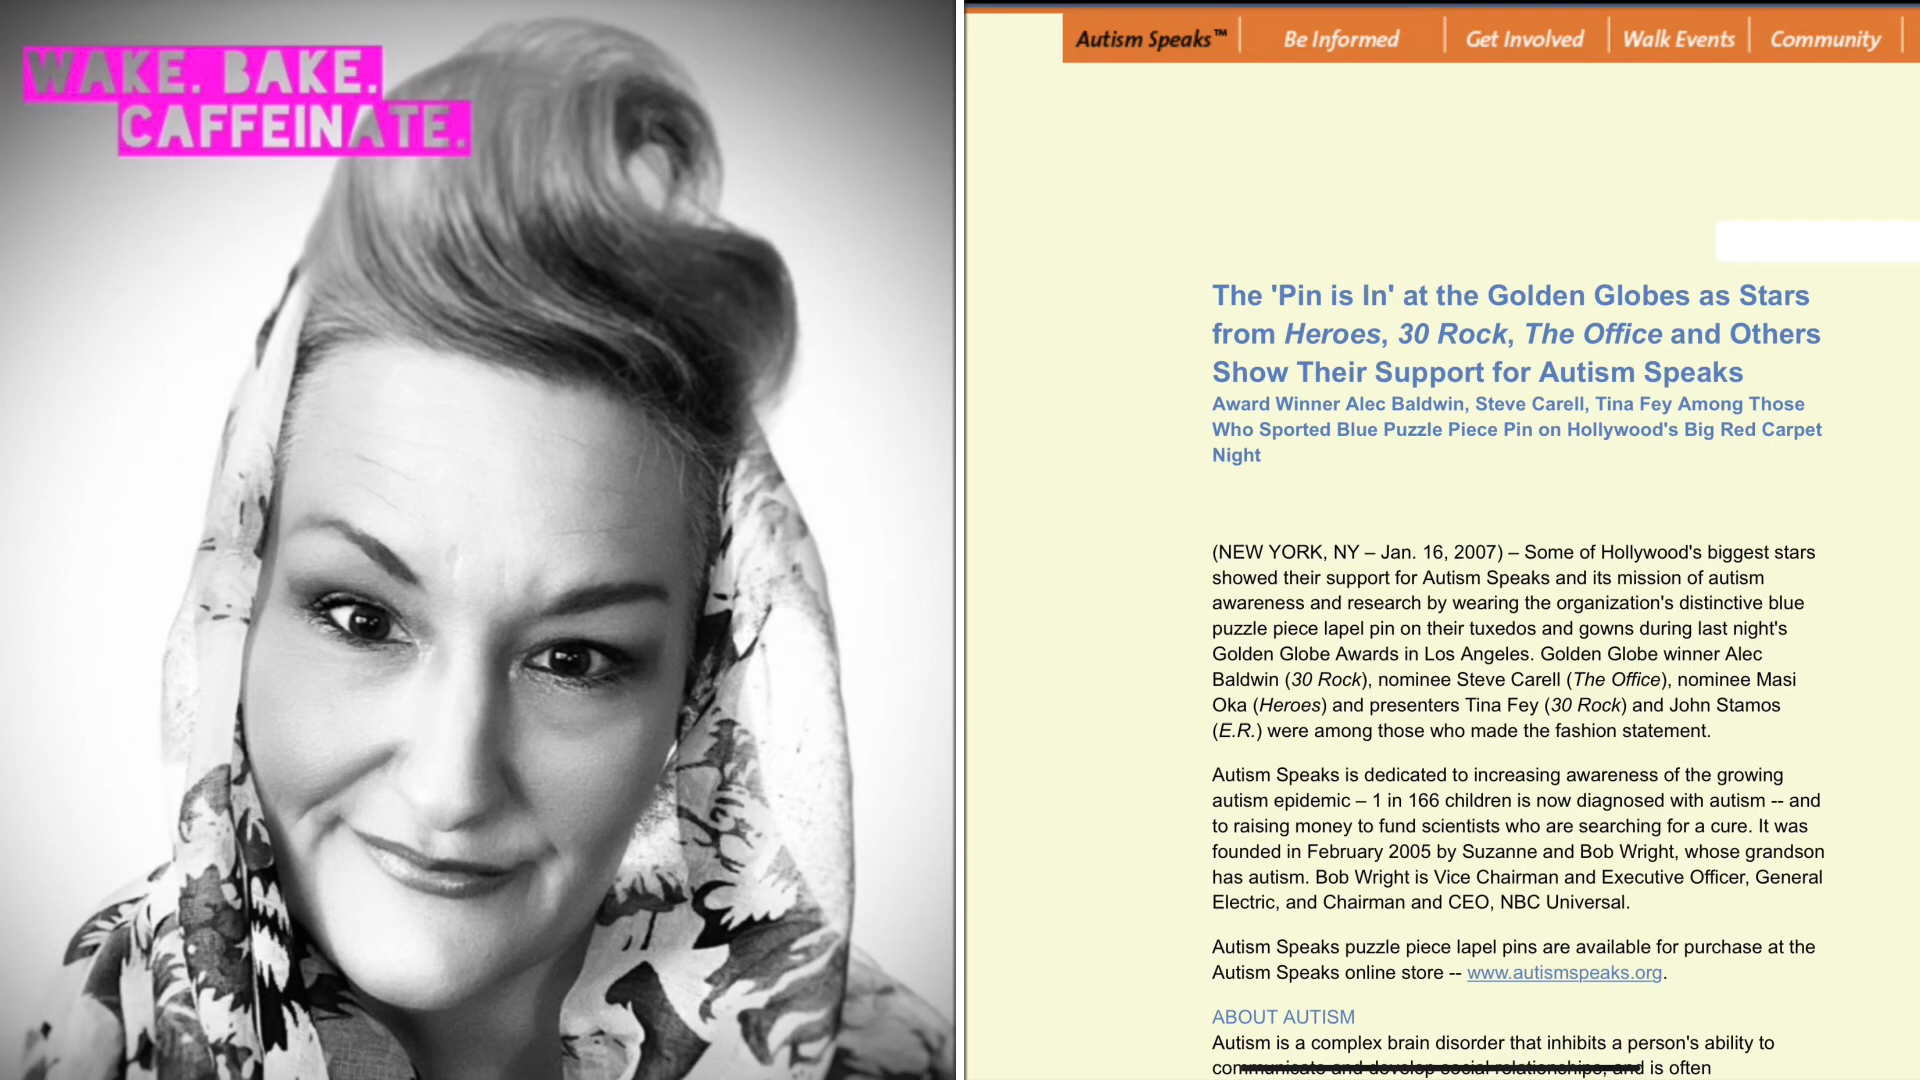 WAKE. BAKE.
CAFFEINATE.
Autism Speaks™
Be Informed
Get Involved
Walk Events
Community
The 'Pin is In' at the Golden Globes as Stars
from Heroes, 30 Rock, The Office and Others
Show Their Support for Autism Speaks
Award Winner Alec Baldwin, Steve Carell, Tina Fey Among Those
Who Sported Blue Puzzle Piece Pin on Hollywood's Big Red Carpet
Night
(NEW YORK, NY – Jan. 16, 2007) – Some of Hollywood's biggest stars
showed their support for Autism Speaks and its mission of autism
awareness and research by wearing the organization's distinctive blue
puzzle piece lapel pin on their tuxedos and gowns during last night's
Golden Globe Awards in Los Angeles. Golden Globe winner Alec
Baldwin (30 Rock), nominee Steve Carell (The Office), nominee Masi
Oka (Heroes) and presenters Tina Fey (30 Rock) and John Stamos
(E.R.) were among those who made the fashion statement.
Autism Speaks is dedicated to increasing awareness of the growing
autism epidemic – 1 in 166 children is now diagnosed with autism -- and
to raising money to fund scientists who are searching for a cure. It was
founded in February 2005 by Suzanne and Bob Wright, whose grandson
has autism. Bob Wright is Vice Chairman and Executive Officer, General
Electric, and Chairman and CEO, NBC Universal.
Autism Speaks puzzle piece lapel pins are available for purchase at the
Autism Speaks online store -- www.autismspeaks.org.
ABOUT AUTISM
Autism is a complex brain disorder that inhibits a person's ability to
communicate and develop social relationships, and is often